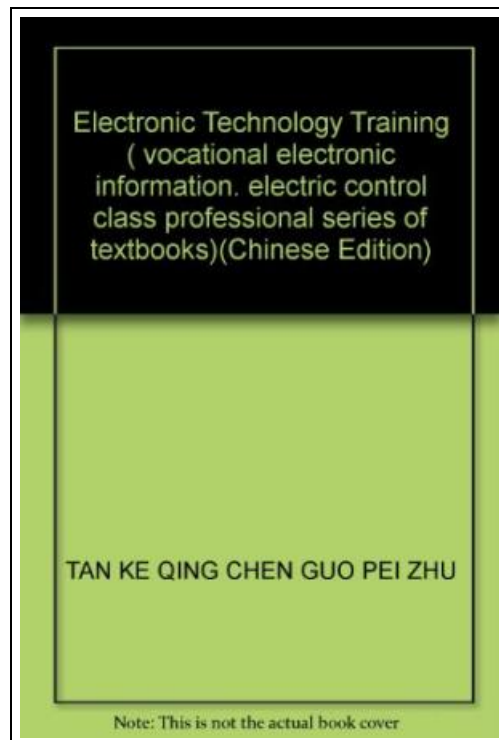 Electronic Technology Training
( vocational electronic
information. electric control
class professional series of
textbooks)(Chinese Edition)
TAN KE QING CHEN GUO PEI ZHU
Note: This is not the actual book cover